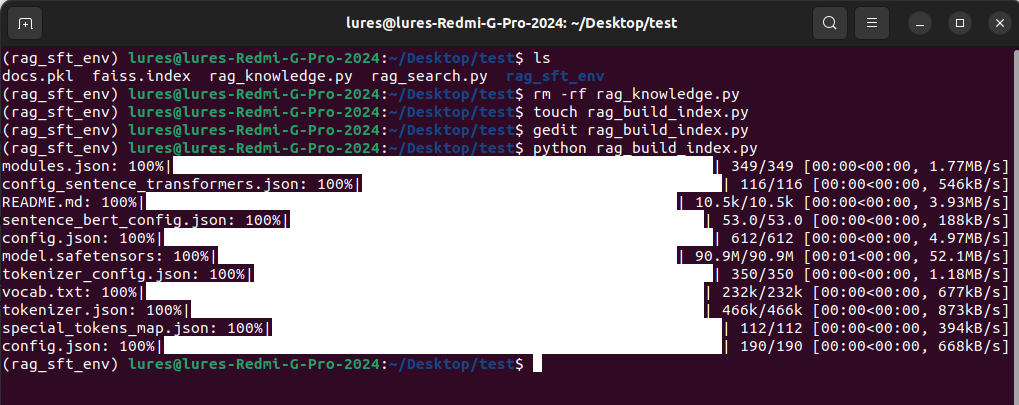 lures@lures-Redmi-G-Pro-2024: ~/Desktop/test
(rag_sft_env) lures@lures-Redmi-G-Pro-2024:~/Desktop/test$ ls
docs.pkl  faiss.index  rag_knowledge.py  rag_search.py  rag_sft_env
(rag_sft_env) lures@lures-Redmi-G-Pro-2024:~/Desktop/test$ rm -rf rag_knowledge.py
(rag_sft_env) lures@lures-Redmi-G-Pro-2024:~/Desktop/test$ touch rag_build_index.py
(rag_sft_env) lures@lures-Redmi-G-Pro-2024:~/Desktop/test$ gedit rag_build_index.py
(rag_sft_env) lures@lures-Redmi-G-Pro-2024:~/Desktop/test$ python rag_build_index.py
modules.json: 100%| | 349/349 [00:00<00:00, 1.77MB/s]
config_sentence_transformers.json: 100%| | 116/116 [00:00<00:00, 546kB/s]
README.md: 100%| | 10.5k/10.5k [00:00<00:00, 3.93MB/s]
sentence_bert_config.json: 100%| | 53.0/53.0 [00:00<00:00, 188kB/s]
config.json: 100%| | 612/612 [00:00<00:00, 4.97MB/s]
model.safetensors: 100%| | 90.9M/90.9M [00:01<00:00, 52.1MB/s]
tokenizer_config.json: 100%| | 350/350 [00:00<00:00, 1.18MB/s]
vocab.txt: 100%| | 232k/232k [00:00<00:00, 677kB/s]
tokenizer.json: 100%| | 466k/466k [00:00<00:00, 873kB/s]
special_tokens_map.json: 100%| | 112/112 [00:00<00:00, 394kB/s]
config.json: 100%| | 190/190 [00:00<00:00, 668kB/s]
(rag_sft_env) lures@lures-Redmi-G-Pro-2024:~/Desktop/test$